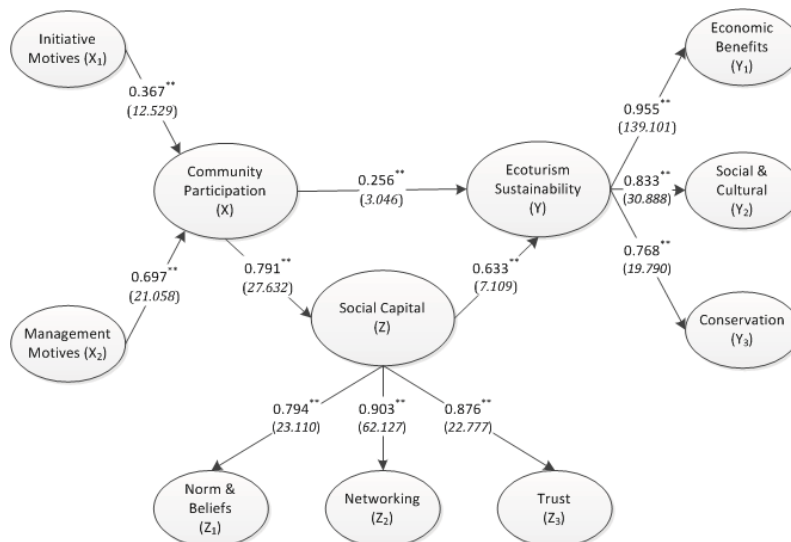 Initiative
Motives (X1)
0.367**
(12.529)
Economic
Benefits
(Y1)
0.955**
(139.101)
Community
Participation
(X)
0.256**
(3.046)
Ecoturism
Sustainability
(Y)
0.833**
(30.888)
Social &
Cultural
(Y2)
0.697**
(21.058)
0.791**
(27.632)
0.633**
(7.109)
0.768**
(19.790)
Management
Motives (X2)
Social Capital
(Z)
Conservation
(Y3)
0.794**
(23.110)
0.903**
(62.127)
0.876**
(22.777)
Norm &
Beliefs
(Z1)
Networking
(Z2)
Trust
(Z3)